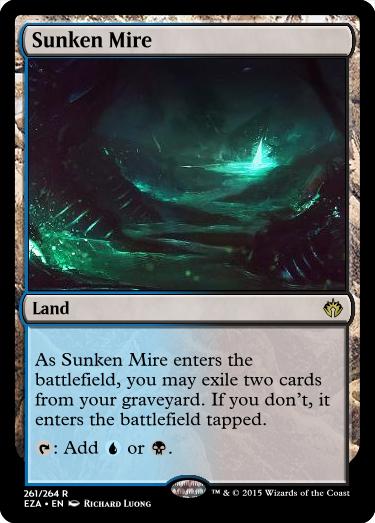 Sunken Mire
Land
As Sunken Mire enters the
battlefield, you may exile two cards
from your graveyard. If you don't, it
enters the battlefield tapped.
: Add or .
261/264 R
EZA • EN RICHARD LUONG
™ & © 2015 Wizards of the Coast